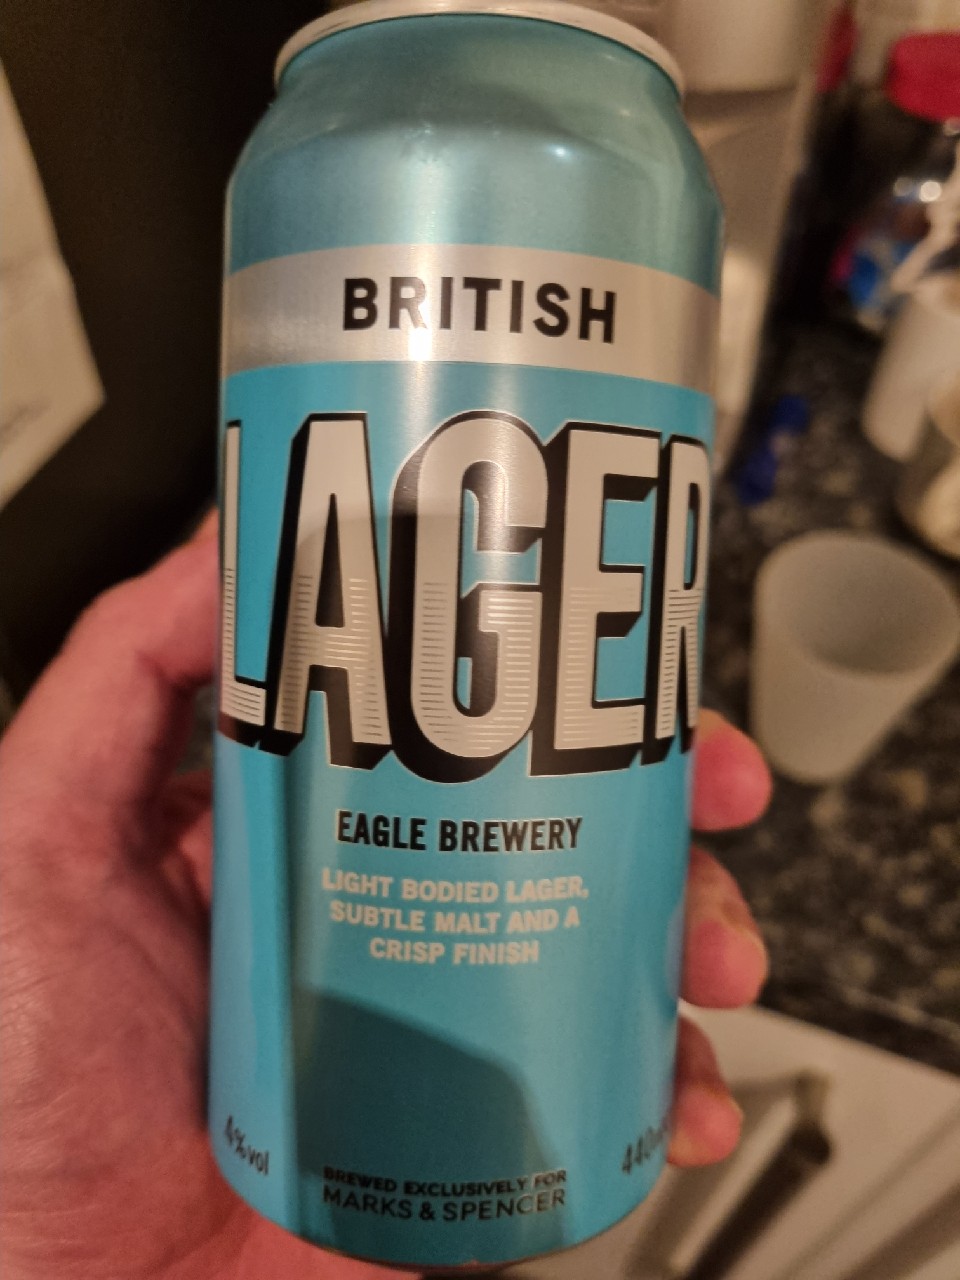 BRITISH
LAGER
EAGLE BREWERY
LIGHT BODIED LAGER,
SUBTLE MALT AND A
CRISP FINISH
4%vol
440
BREWED EXCLUSIVELY FOR
MARKS & SPENCER